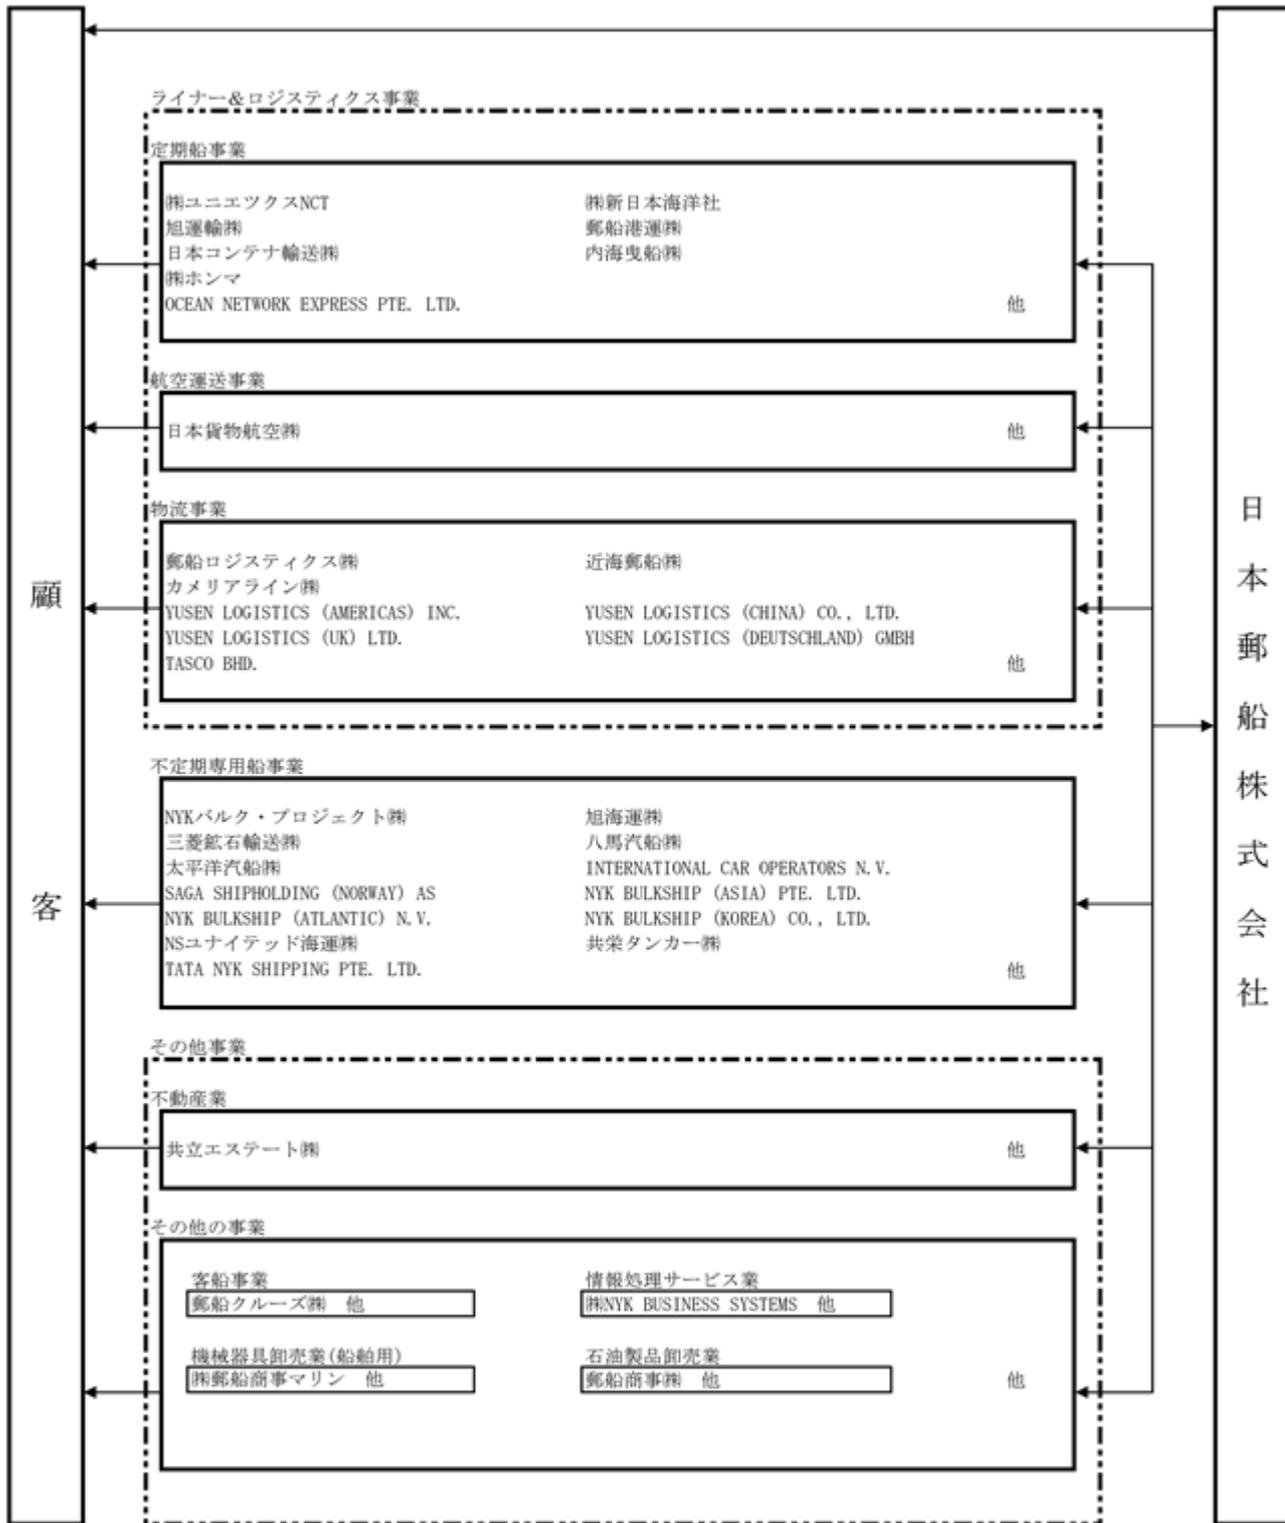 ライナー&ロジスティクス事業
定期船事業
㈱ユニエツクスNCT ㈱新日本海洋社
旭運輸㈱ 郵船港運㈱
日本コンテナ輸送㈱ 内海曳船㈱
㈱ホンマ
OCEAN NETWORK EXPRESS PTE. LTD. 他
航空運送事業
日本貨物航空㈱ 他
物流事業
郵船ロジスティクス㈱ 近海郵船㈱
カメリアライン㈱
YUSEN LOGISTICS (AMERICAS) INC. YUSEN LOGISTICS (CHINA) CO., LTD.
YUSEN LOGISTICS (UK) LTD. YUSEN LOGISTICS (DEUTSCHLAND) GMBH
TASCO BHD. 他
不定期専用船事業
NYKバルク・プロジェクト㈱ 旭海運㈱
三菱鉱石輸送㈱ 八馬汽船㈱
太平洋汽船㈱ INTERNATIONAL CAR OPERATORS N.V.
SAGA SHIPHOLDING (NORWAY) AS NYK BULKSHIP (ASIA) PTE. LTD.
NYK BULKSHIP (ATLANTIC) N.V. NYK BULKSHIP (KOREA) CO., LTD.
NSユナイテッド海運㈱ 共栄タンカー㈱
TATA NYK SHIPPING PTE. LTD. 他
その他事業
不動産業
共立エステート㈱ 他
その他の事業
客船事業 情報処理サービス業
郵船クルーズ㈱ 他 ㈱NYK BUSINESS SYSTEMS 他
機械器具卸売業(船舶用) 石油製品卸売業
㈱郵船商事マリン 他 郵船商事㈱ 他 他
顧客
日本郵船株式会社